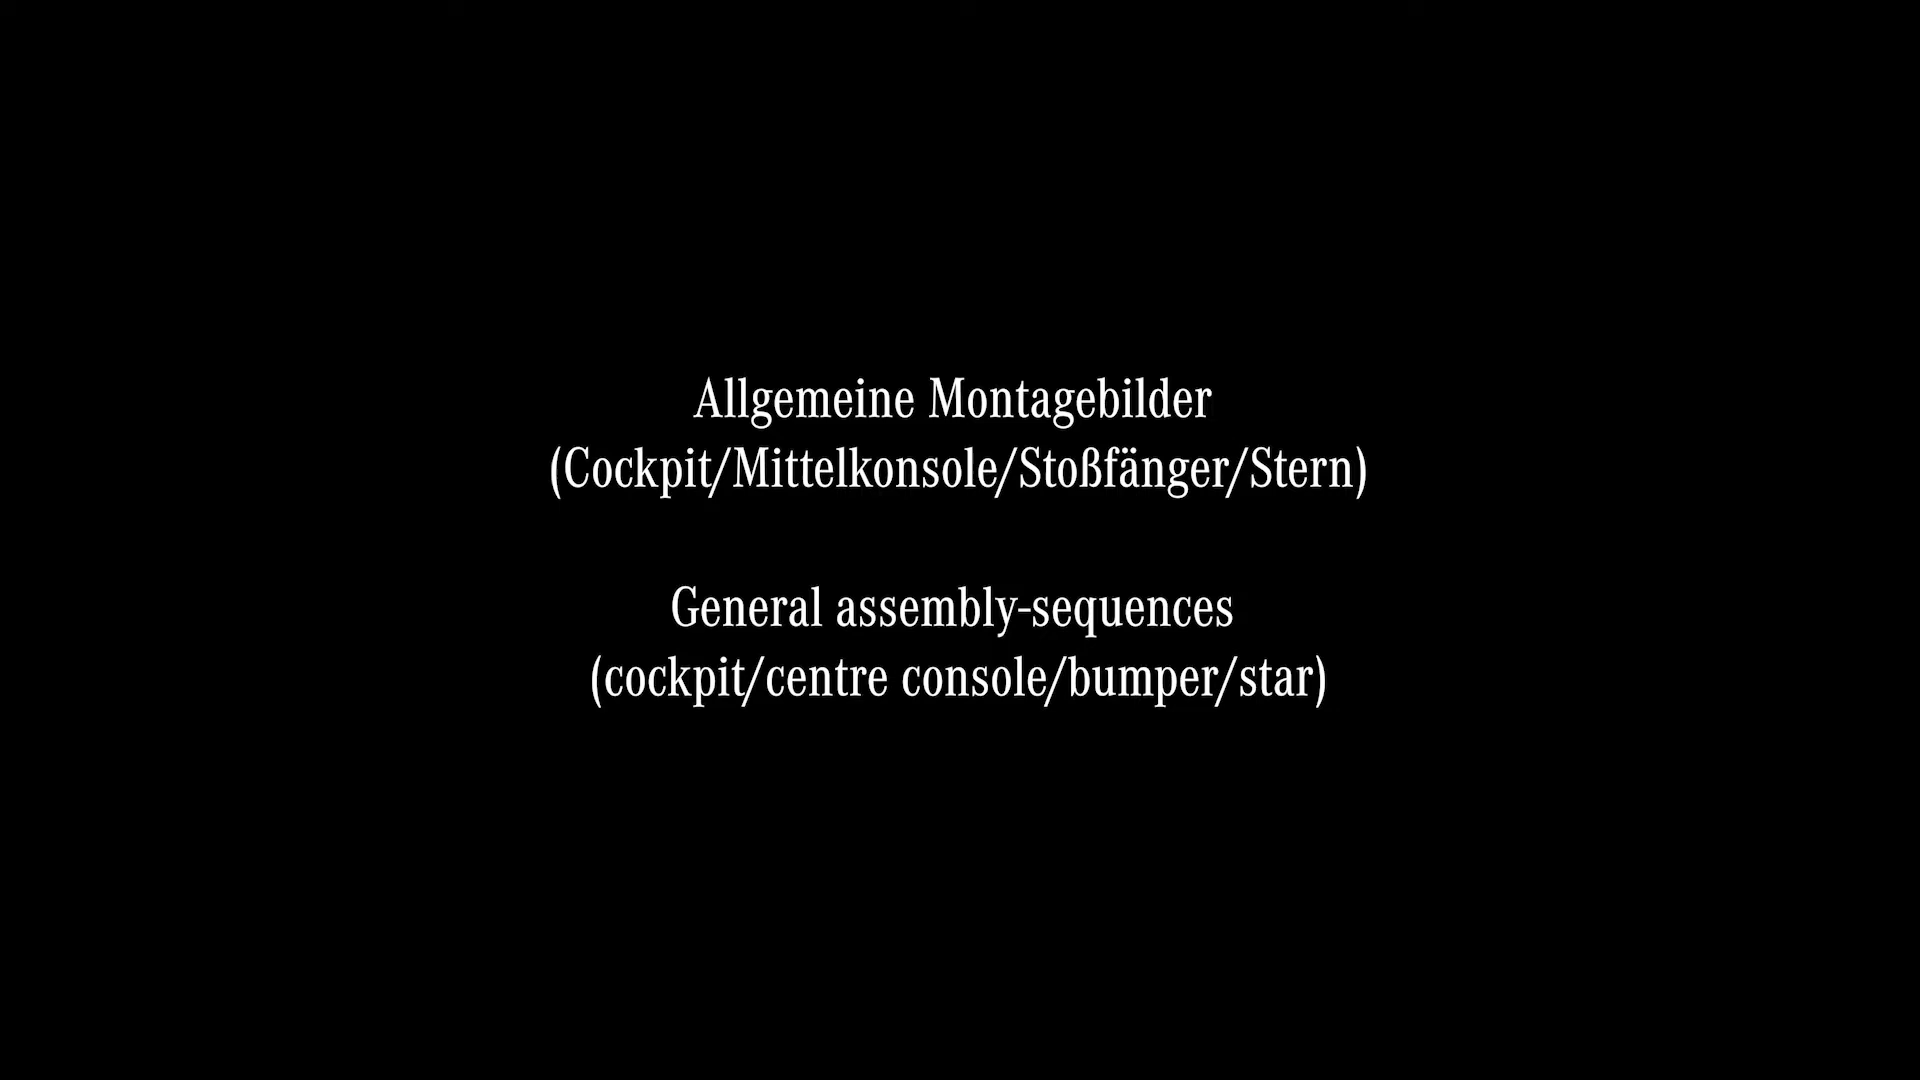 Allgemeine Montagebilder
(Cockpit/Mittelkonsole/Stoßfänger/Stern)
General assembly-sequences
(cockpit/centre console/bumper/star)